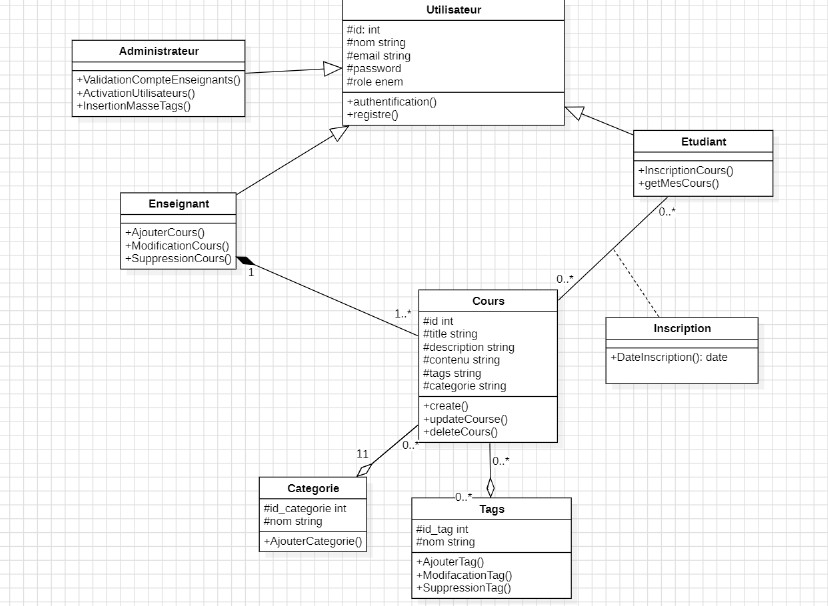 Utilisateur
#id: int
#nom string
#email string
#password
#role enem
+authentification()
+registre()
Administrateur
+ValidationCompteEnseignants()
+ActivationUtilisateurs()
+InsertionMasseTags()
Etudiant
+InscriptionCours()
+getMesCours()
0..*
Enseignant
+AjouterCours()
+ModificationCours()
+SuppressionCours()
1
0..*
1..*
Cours
#id int
#title string
#description string
#contenu string
#tags string
#categorie string
+create()
+updateCourse()
+deleteCours()
Inscription
+DateInscription(): date
0..*
11
0..*
Categorie
#id_categorie int
#nom string
+AjouterCategorie()
0..*
Tags
#id_tag int
#nom string
+AjouterTag()
+ModifacationTag()
+SuppressionTag()